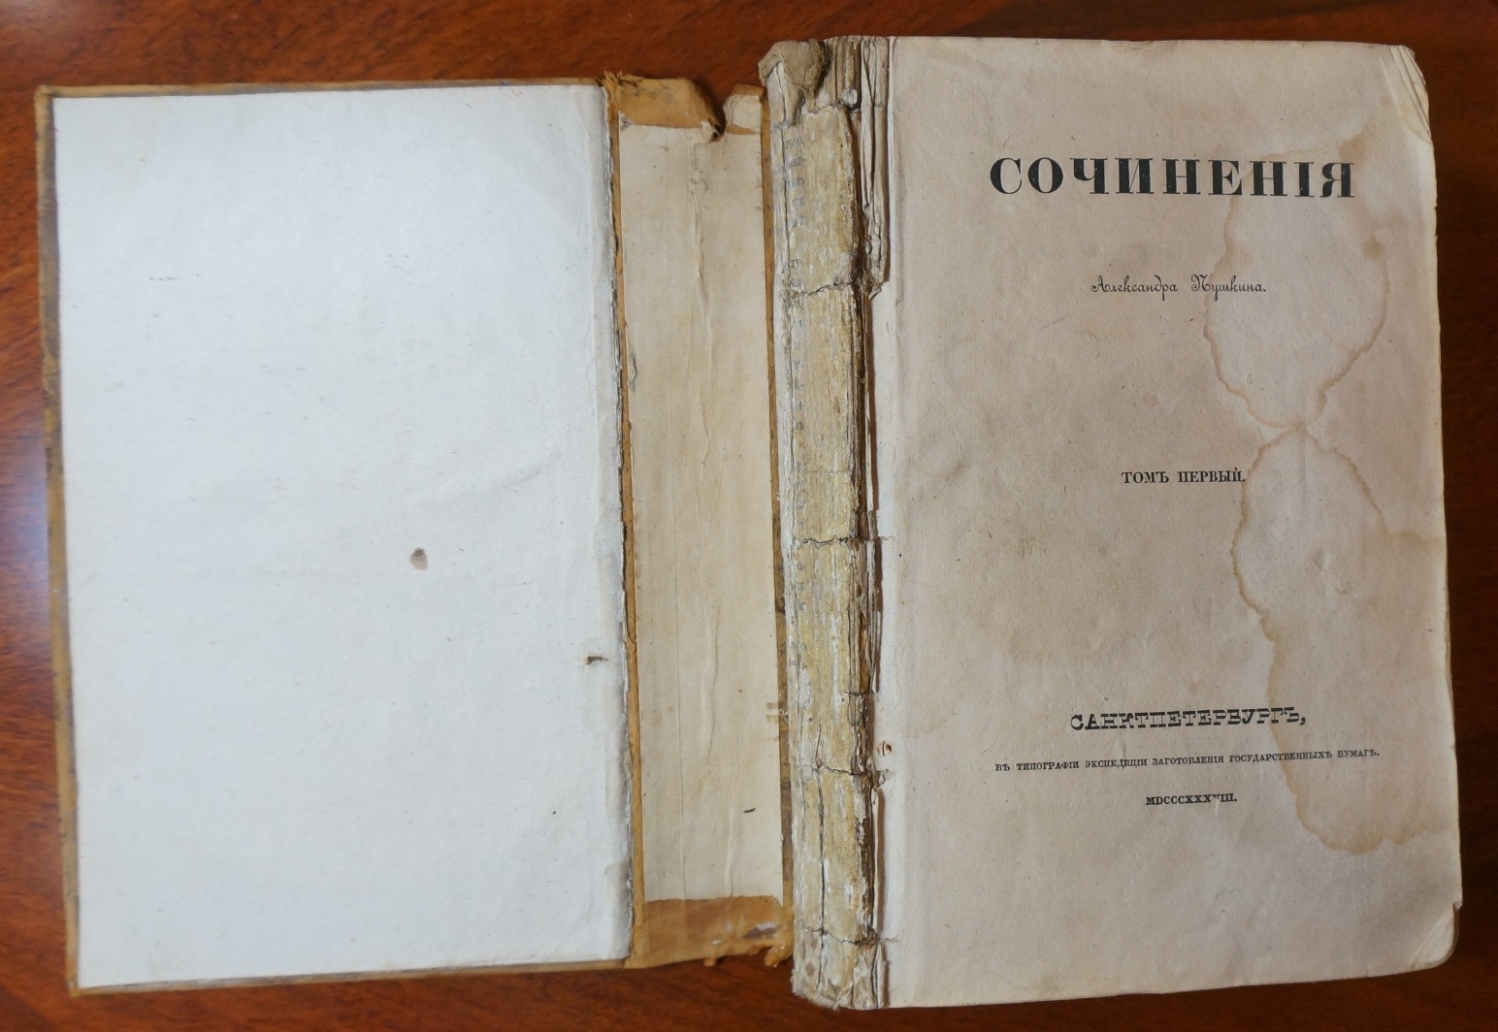 СОЧИНЕНІЯ
Александра Пушкина.
ТОМЪ ПЕРВЫЙ.
САНКТПЕТЕРБУРГЪ,
ВЪ ТИПОГРАФІИ ЭКСПЕДИЦІИ ЗАГОТОВЛЕНІЯ ГОСУДАРСТВЕННЫХЪ БУМАГЪ.
MDCCCXXXVIII.